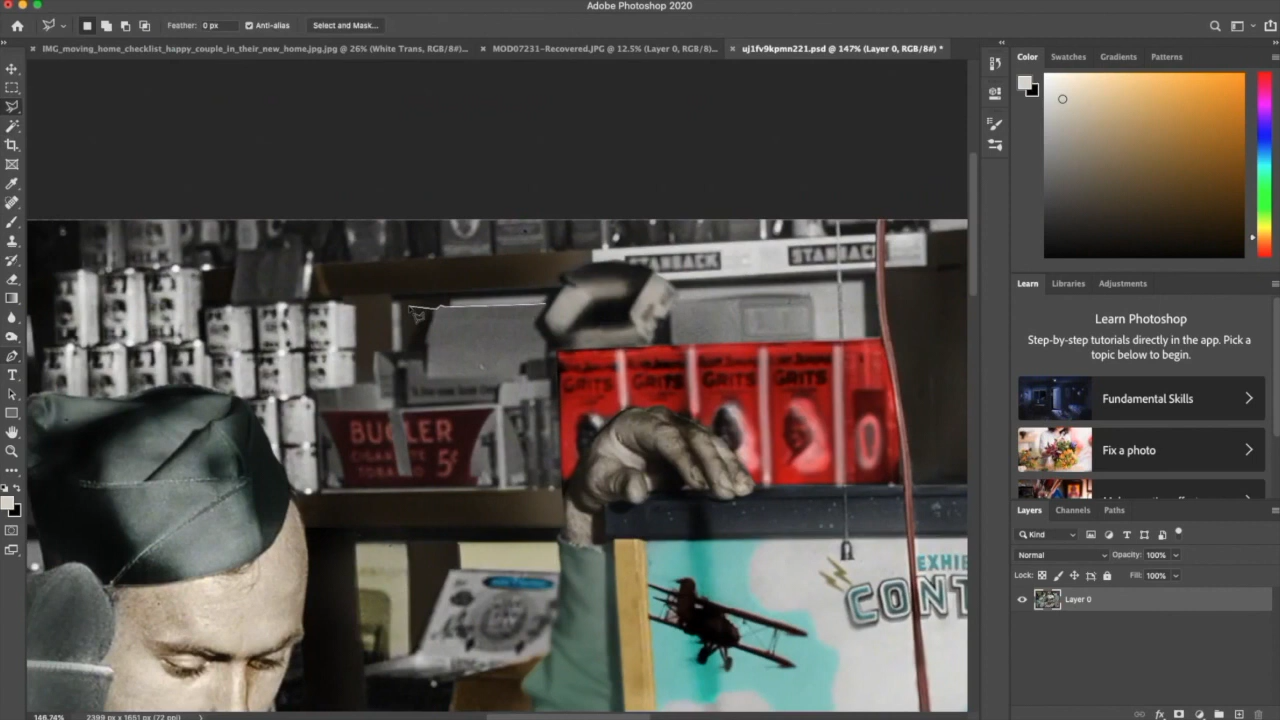 Adobe Photoshop 2020
Feather: 0 px
Anti-alias
Select and Mask...
IMG_moving_home_checklist_happy_couple_in_their_new_home.jpg.jpg @ 26% (White Trans, RGB/8#)...
MOD07231-Recovered.JPG @ 12.5% (Layer 0, RGB/8#)...
uj1fv9kpmn221.psd @ 147% (Layer 0, RGB/8#) *
Color
Swatches
Gradients
Patterns
STANBACK
STANBACK
Learn
Libraries
Adjustments
Learn Photoshop
Step-by-step tutorials directly in the app. Pick a
topic below to begin.
Fundamental Skills
Fix a photo
GRITS
GRITS
GRITS
GRITS
BUGLER
CIGARETTE
TOBACCO
5¢
EXHIB
CONT
Layers
Channels
Paths
Kind
Normal
Opacity: 100%
Lock:
Fill: 100%
Layer 0
146.74%
2399 px x 1651 px (72 ppi)